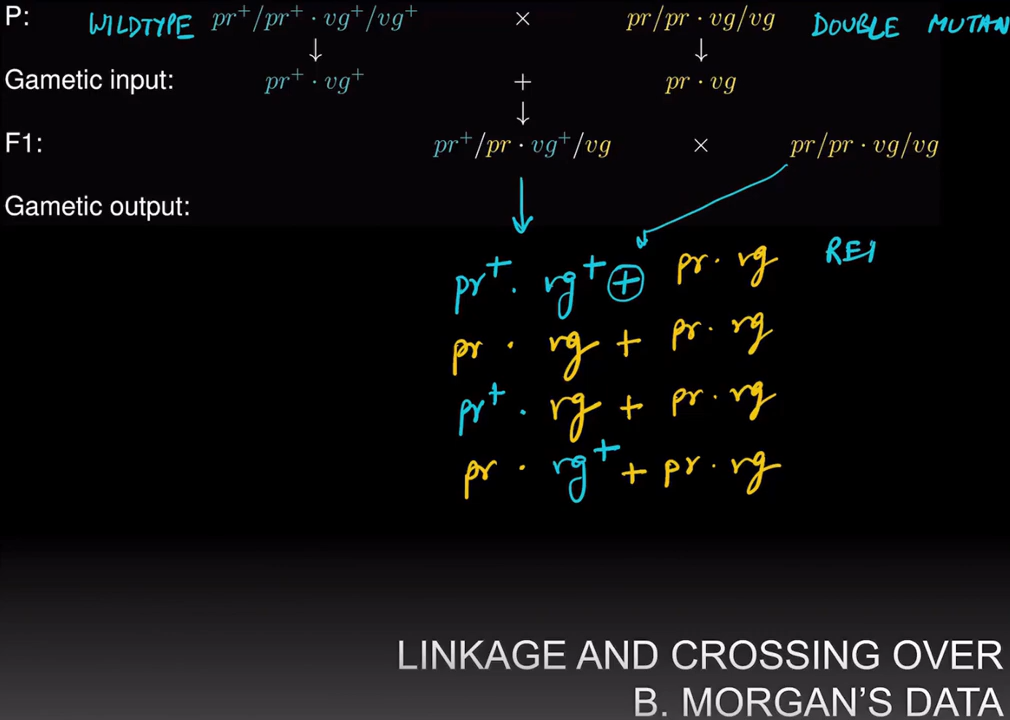 P: WILDTYPE pr⁺/pr⁺ · vg⁺/vg⁺ × pr/pr · vg/vg DOUBLE MUTAN
↓ ↓
Gametic input: pr⁺ · vg⁺ + pr · vg
↓
F1: pr⁺/pr · vg⁺/vg × pr/pr · vg/vg
Gametic output:
pr⁺ · vg⁺ + pr · vg
pr · vg + pr · vg
pr⁺ · vg + pr · vg
pr · vg⁺ + pr · vg
LINKAGE AND CROSSING OVER
B. MORGAN'S DATA